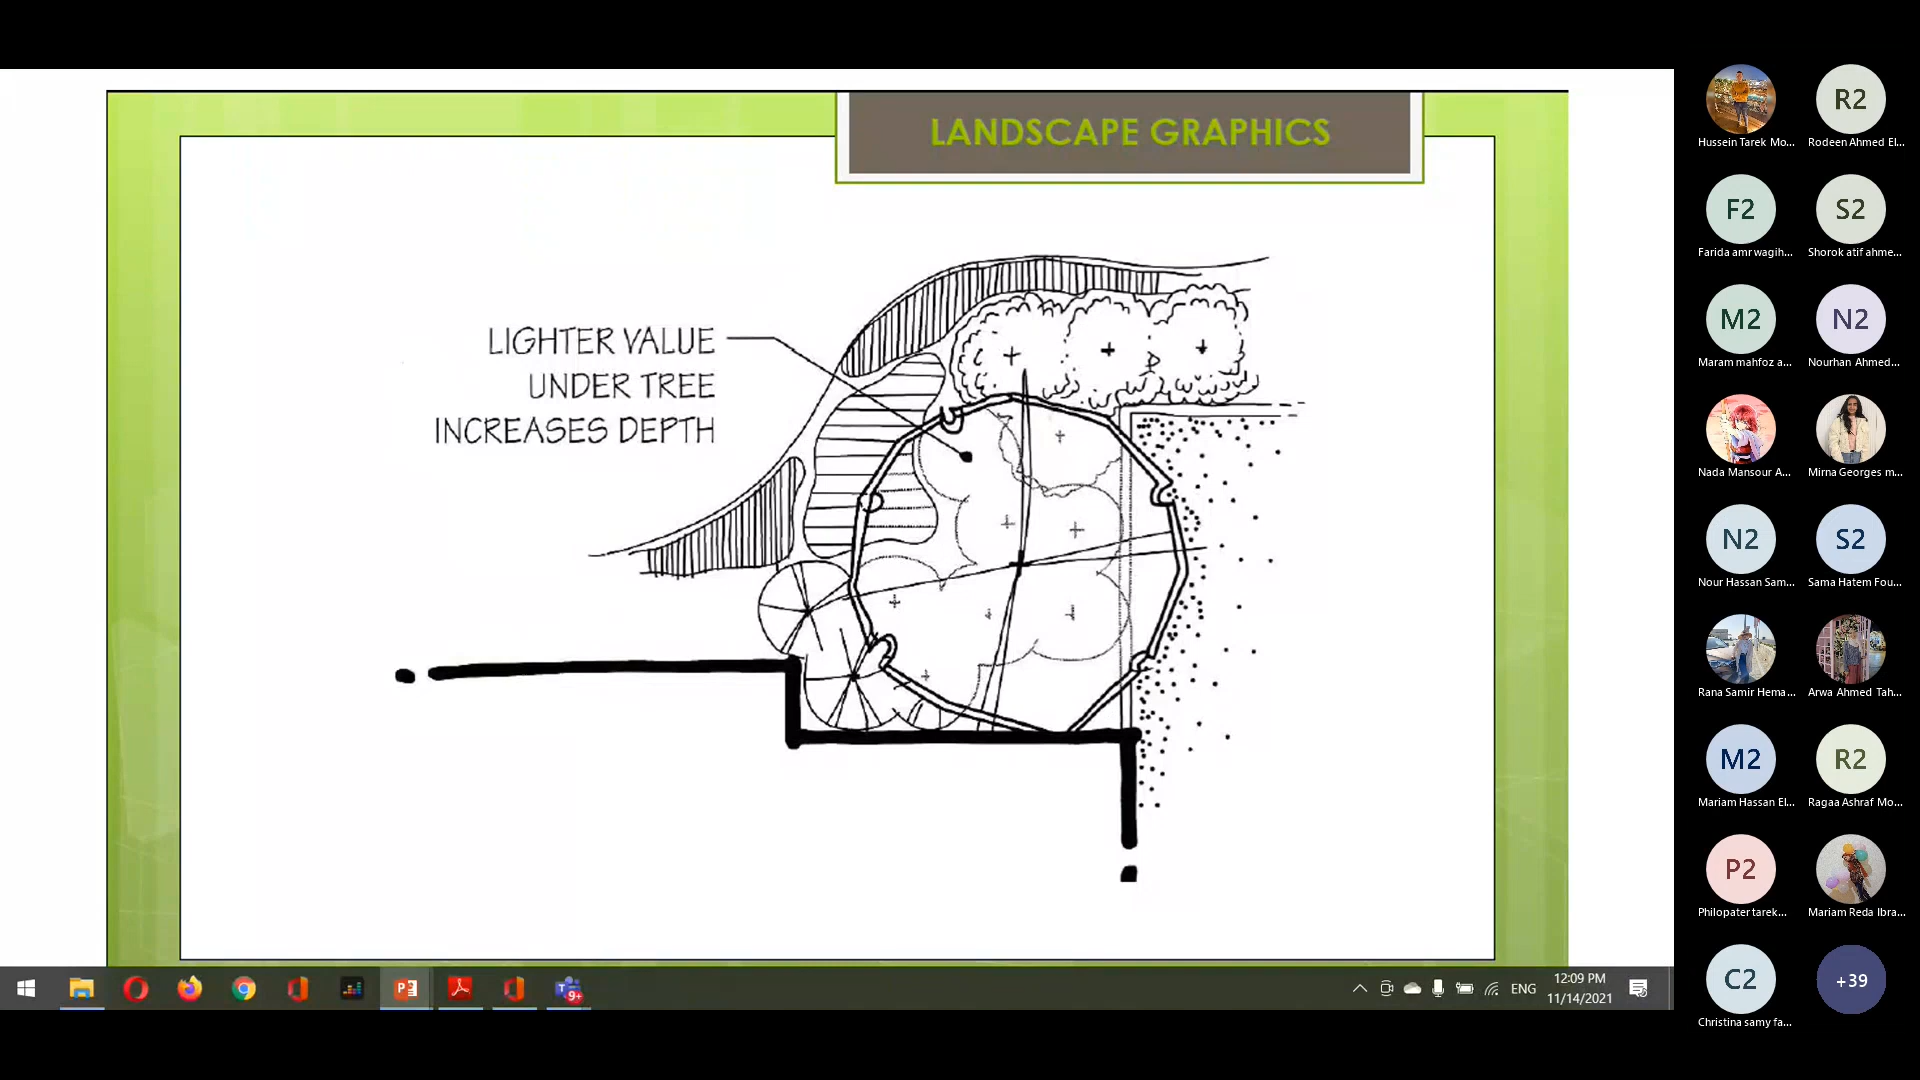 LANDSCAPE GRAPHICS
LIGHTER VALUE
UNDER TREE
INCREASES DEPTH
R2
Hussein Tarek Mo...
Rodeen Ahmed El...
F2
S2
Farida amr wagih...
Shorok atif ahme...
M2
N2
Maram mahfoz a...
Nourhan Ahmed...
Nada Mansour A...
Mirna Georges m...
N2
S2
Nour Hassan Sam...
Sama Hatem Fou...
Rana Samir Hema...
Arwa Ahmed Tah...
M2
R2
Mariam Hassan El...
Ragaa Ashraf Mo...
P2
Philopater tarek...
Mariam Reda Ibra...
C2
+39
Christina samy fa...
9+
ENG
12:09 PM
11/14/2021